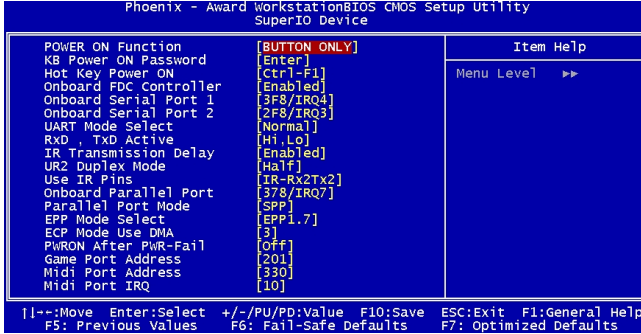 Phoenix - Award WorkstationBIOS CMOS Setup Utility
SuperIO Device
POWER ON Function [BUTTON ONLY]
KB Power ON Password [Enter]
Hot Key Power ON [Ctrl-F1]
Onboard FDC Controller [Enabled]
Onboard Serial Port 1 [3F8/IRQ4]
Onboard Serial Port 2 [2F8/IRQ3]
UART Mode Select [Normal]
RxD , TxD Active [Hi,Lo]
IR Transmission Delay [Enabled]
UR2 Duplex Mode [Half]
Use IR Pins [IR-Rx2Tx2]
Onboard Parallel Port [378/IRQ7]
Parallel Port Mode [SPP]
EPP Mode Select [EPP1.7]
ECP Mode Use DMA [3]
PWRON After PWR-Fail [Off]
Game Port Address [201]
Midi Port Address [330]
Midi Port IRQ [10]
Item Help
Menu Level ▶▶
↑↓→←:Move Enter:Select +/-/PU/PD:Value F10:Save ESC:Exit F1:General Help
F5: Previous Values F6: Fail-Safe Defaults F7: Optimized Defaults